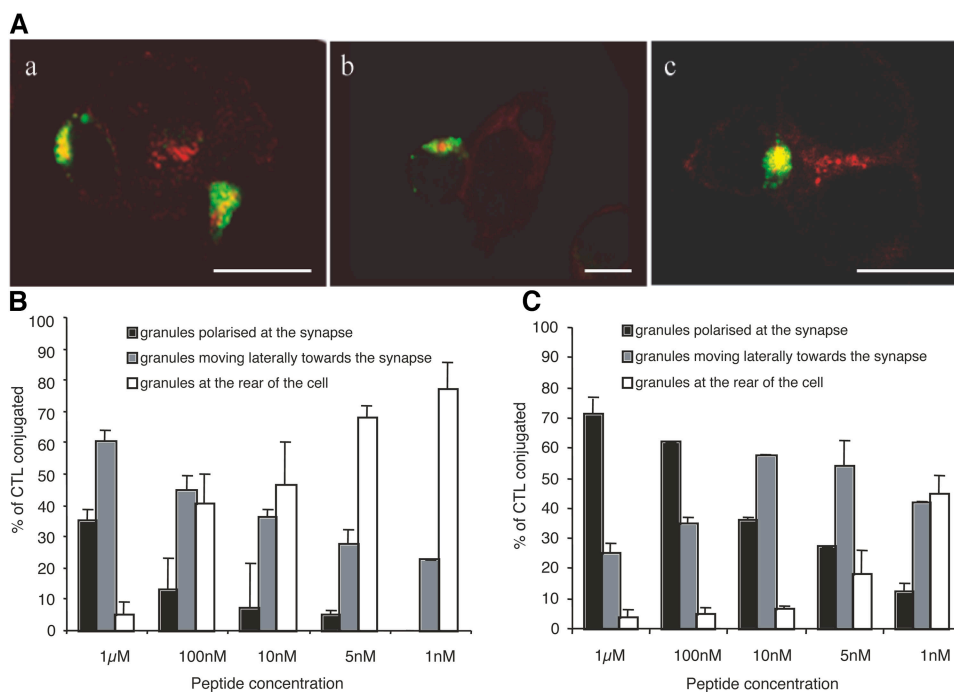 A
a
b
c
B
100
90
80
70
60
50
40
30
20
10
0
% of CTL conjugated
granules polarised at the synapse
granules moving laterally towards the synapse
granules at the rear of the cell
1µM 100nM 10nM 5nM 1nM
Peptide concentration
C
100
90
80
70
60
50
40
30
20
10
0
% of CTL conjugated
granules polarised at the synapse
granules moving laterally towards the synapse
granules at the rear of the cell
1µM 100nM 10nM 5nM 1nM
Peptide concentration